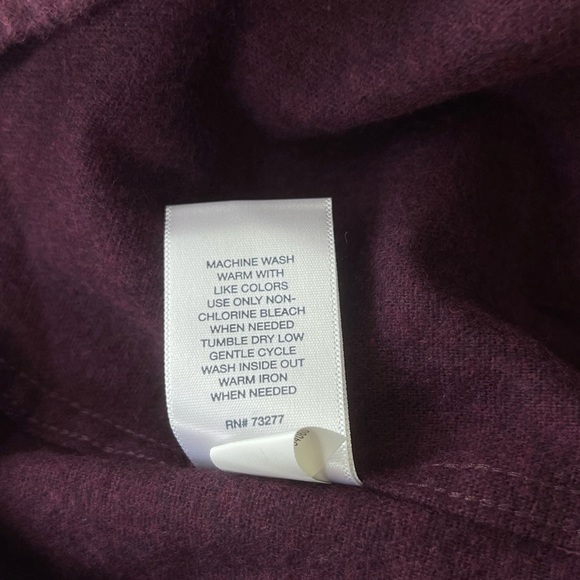 MACHINE WASH
WARM WITH
LIKE COLORS
USE ONLY NON-
CHLORINE BLEACH
WHEN NEEDED
TUMBLE DRY LOW
GENTLE CYCLE
WASH INSIDE OUT
WARM IRON
WHEN NEEDED
RN# 73277